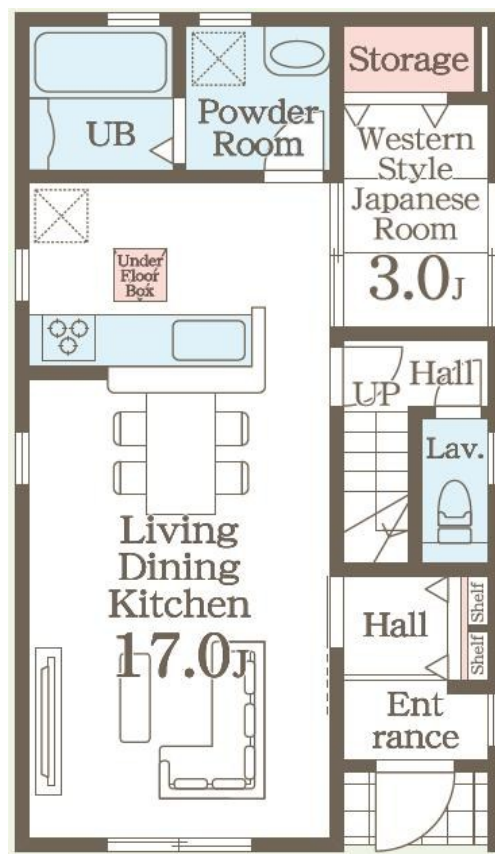 Storage
UB
Powder
Room
Western
Style
Japanese
Room
3.0J
Under
Floor
Box
UP
Hall
Lav.
Living
Dining
Kitchen
17.0J
Hall
Shelf
Shelf
Ent
rance